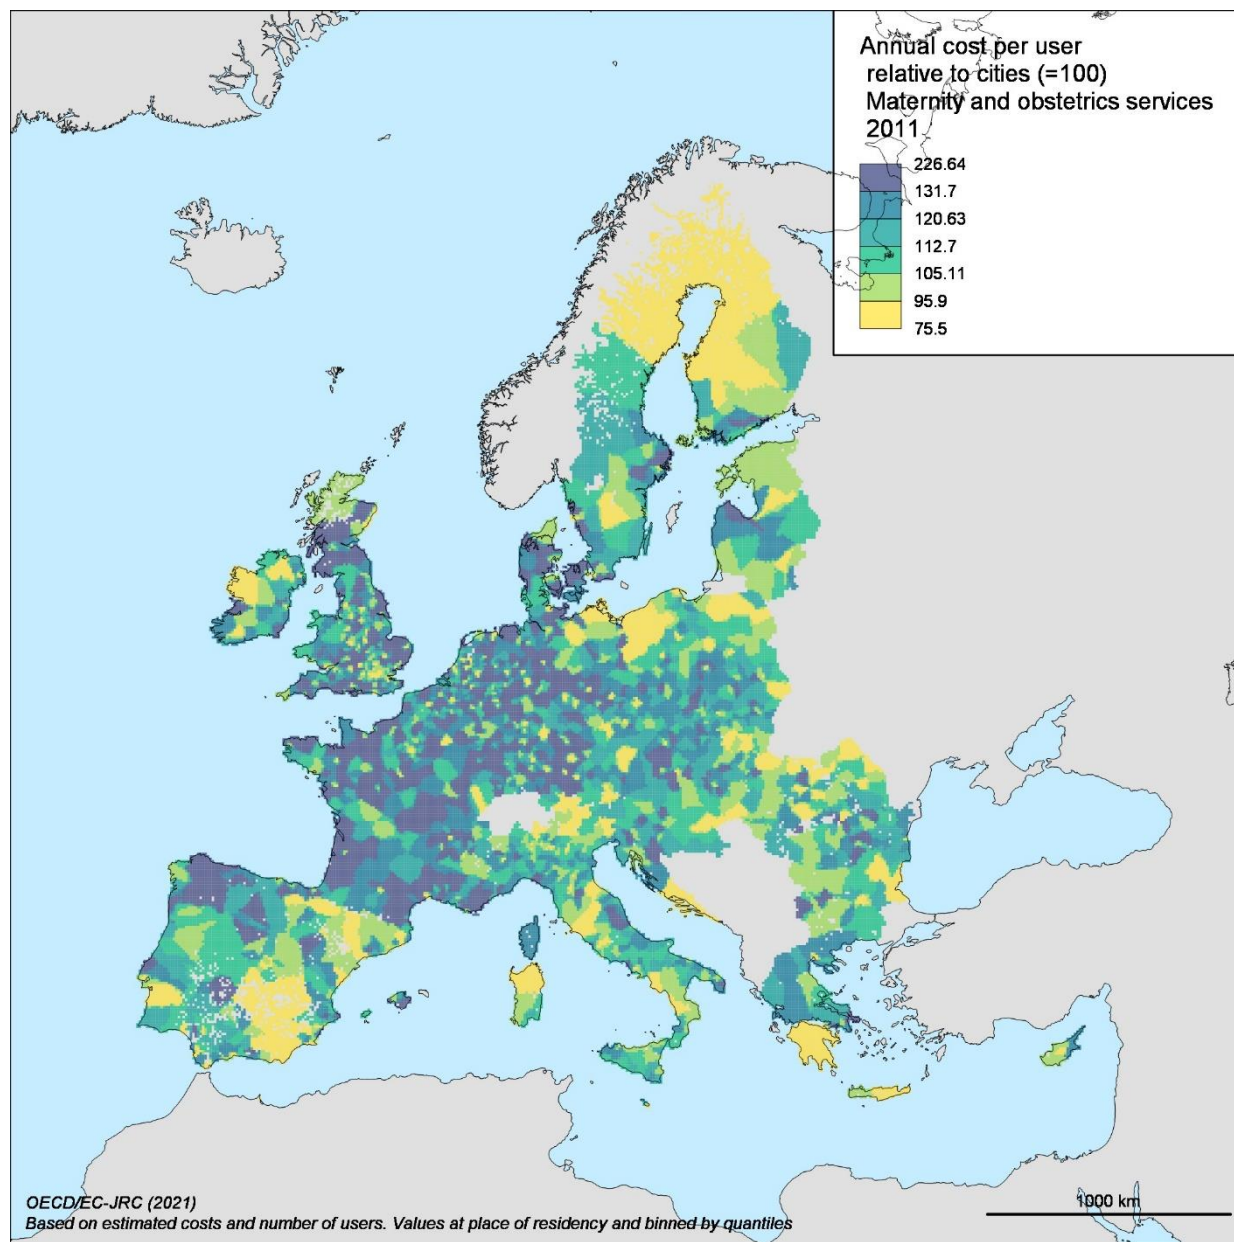 Annual cost per user
relative to cities (=100)
Maternity and obstetrics services
2011
226.64
131.7
120.63
112.7
105.11
95.9
75.5
OECD/EC-JRC (2021)
Based on estimated costs and number of users. Values at place of residency and binned by quantiles
1000 km